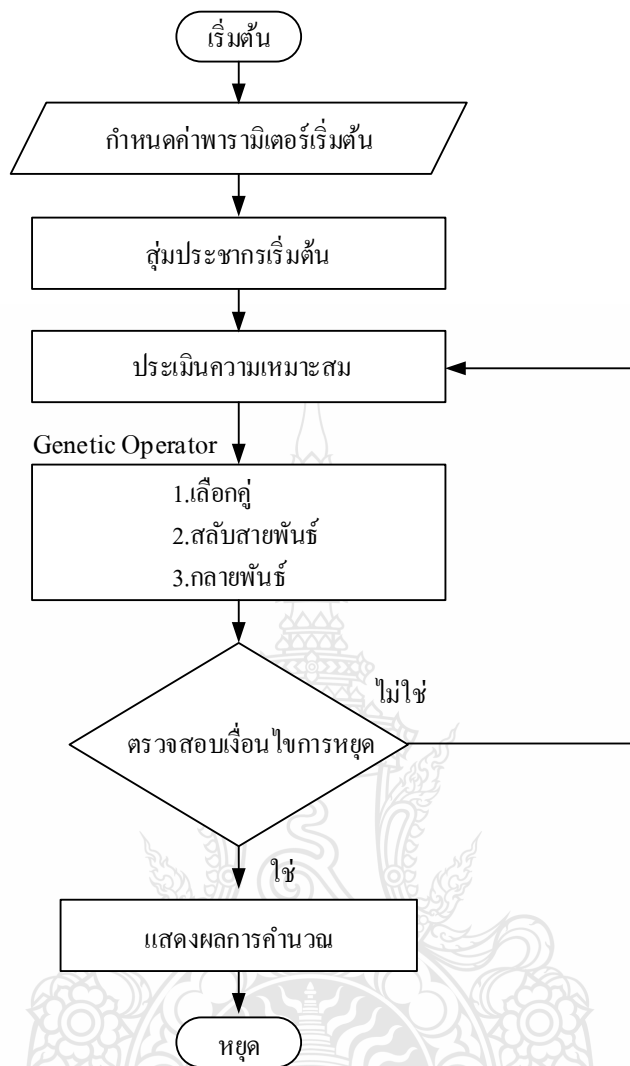 เริ่มต้น
กำหนดค่าพารามิเตอร์เริ่มต้น
สุ่มประชากรเริ่มต้น
ประเมินความเหมาะสม
Genetic Operator
1.เลือกคู่
2.สลับสายพันธ์
3.กลายพันธ์
ไม่ใช่
ตรวจสอบเงื่อนไขการหยุด
ใช่
แสดงผลการคำนวณ
หยุด